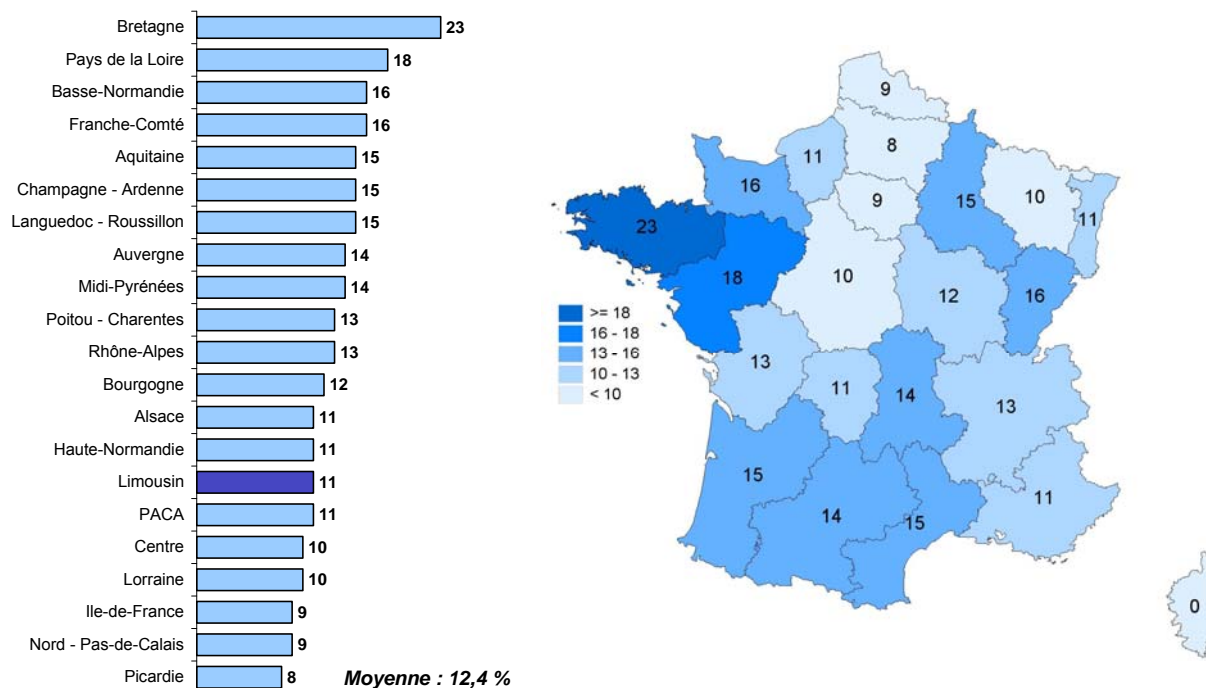 Bretagne 23
Pays de la Loire 18
Basse-Normandie 16
Franche-Comté 16
Aquitaine 15
Champagne - Ardenne 15
Languedoc - Roussillon 15
Auvergne 14
Midi-Pyrénées 14
Poitou - Charentes 13
Rhône-Alpes 13
Bourgogne 12
Alsace 11
Haute-Normandie 11
Limousin 11
PACA 11
Centre 10
Lorraine 10
Ile-de-France 9
Nord - Pas-de-Calais 9
Picardie 8
Moyenne : 12,4 %
9
8
11
16
9
15
10
11
23
18
10
12
16
>= 18
16 - 18
13 - 16
10 - 13
< 10
13
11
14
13
15
14
15
11
0